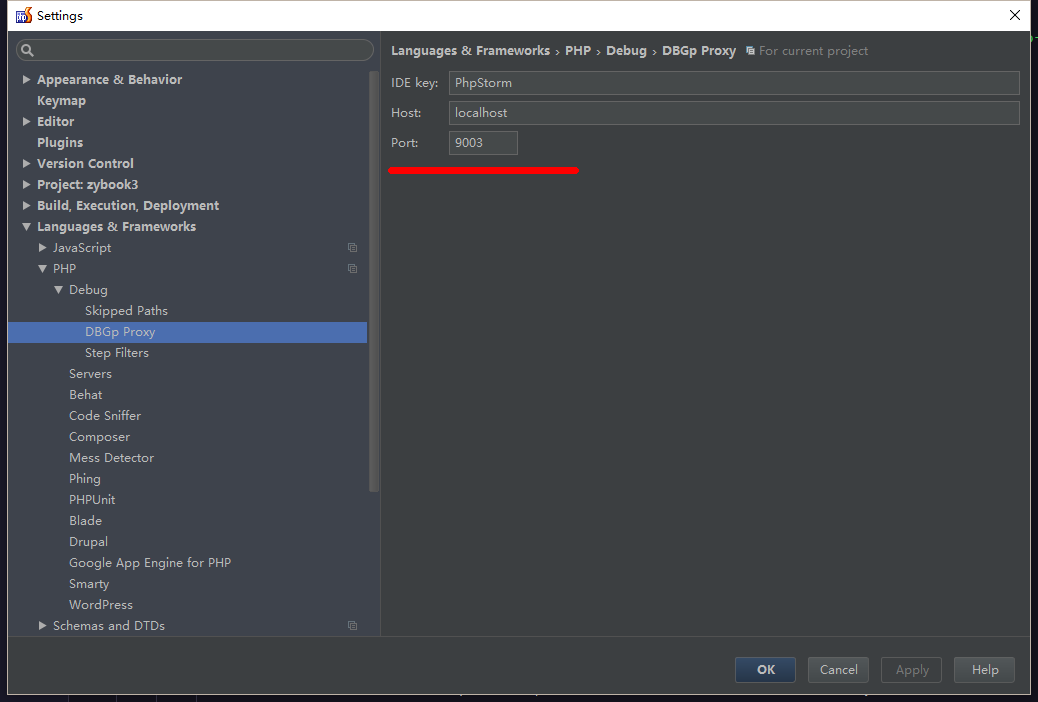 Settings
Languages & Frameworks › PHP › Debug › DBGp Proxy For current project
IDE key: PhpStorm
Host: localhost
Port: 9003
Appearance & Behavior
Keymap
Editor
Plugins
Version Control
Project: zybook3
Build, Execution, Deployment
Languages & Frameworks
JavaScript
PHP
Debug
Skipped Paths
DBGp Proxy
Step Filters
Servers
Behat
Code Sniffer
Composer
Mess Detector
Phing
PHPUnit
Blade
Drupal
Google App Engine for PHP
Smarty
WordPress
Schemas and DTDs
OK Cancel Apply Help